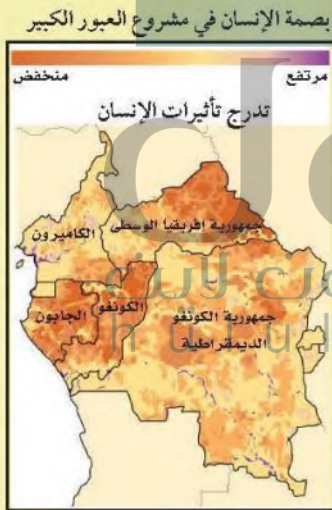 بصمة الإنسان في مشروع العبور الكبير
مرتفع منخفض
تدرج تأثيرات الإنسان
الكاميرون جمهورية افريقيا الوسطى
الجابون الكونغو جمهورية الكونغو
الديمقراطية